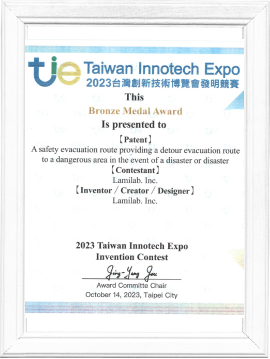 tie Taiwan Innotech Expo
2023台灣創新技術博覽會發明競賽
This
Bronze Medal Award
Is presented to
【Patent】
A safety evacuation route providing a detour evacuation route
to a dangerous area in the event of a disaster or disaster
【Contestant】
Lamilab. Inc.
【Inventor / Creator / Designer】
Lamilab. Inc.
2023 Taiwan Innotech Expo
Invention Contest
Award Committe Chair
October 14, 2023, Taipei City